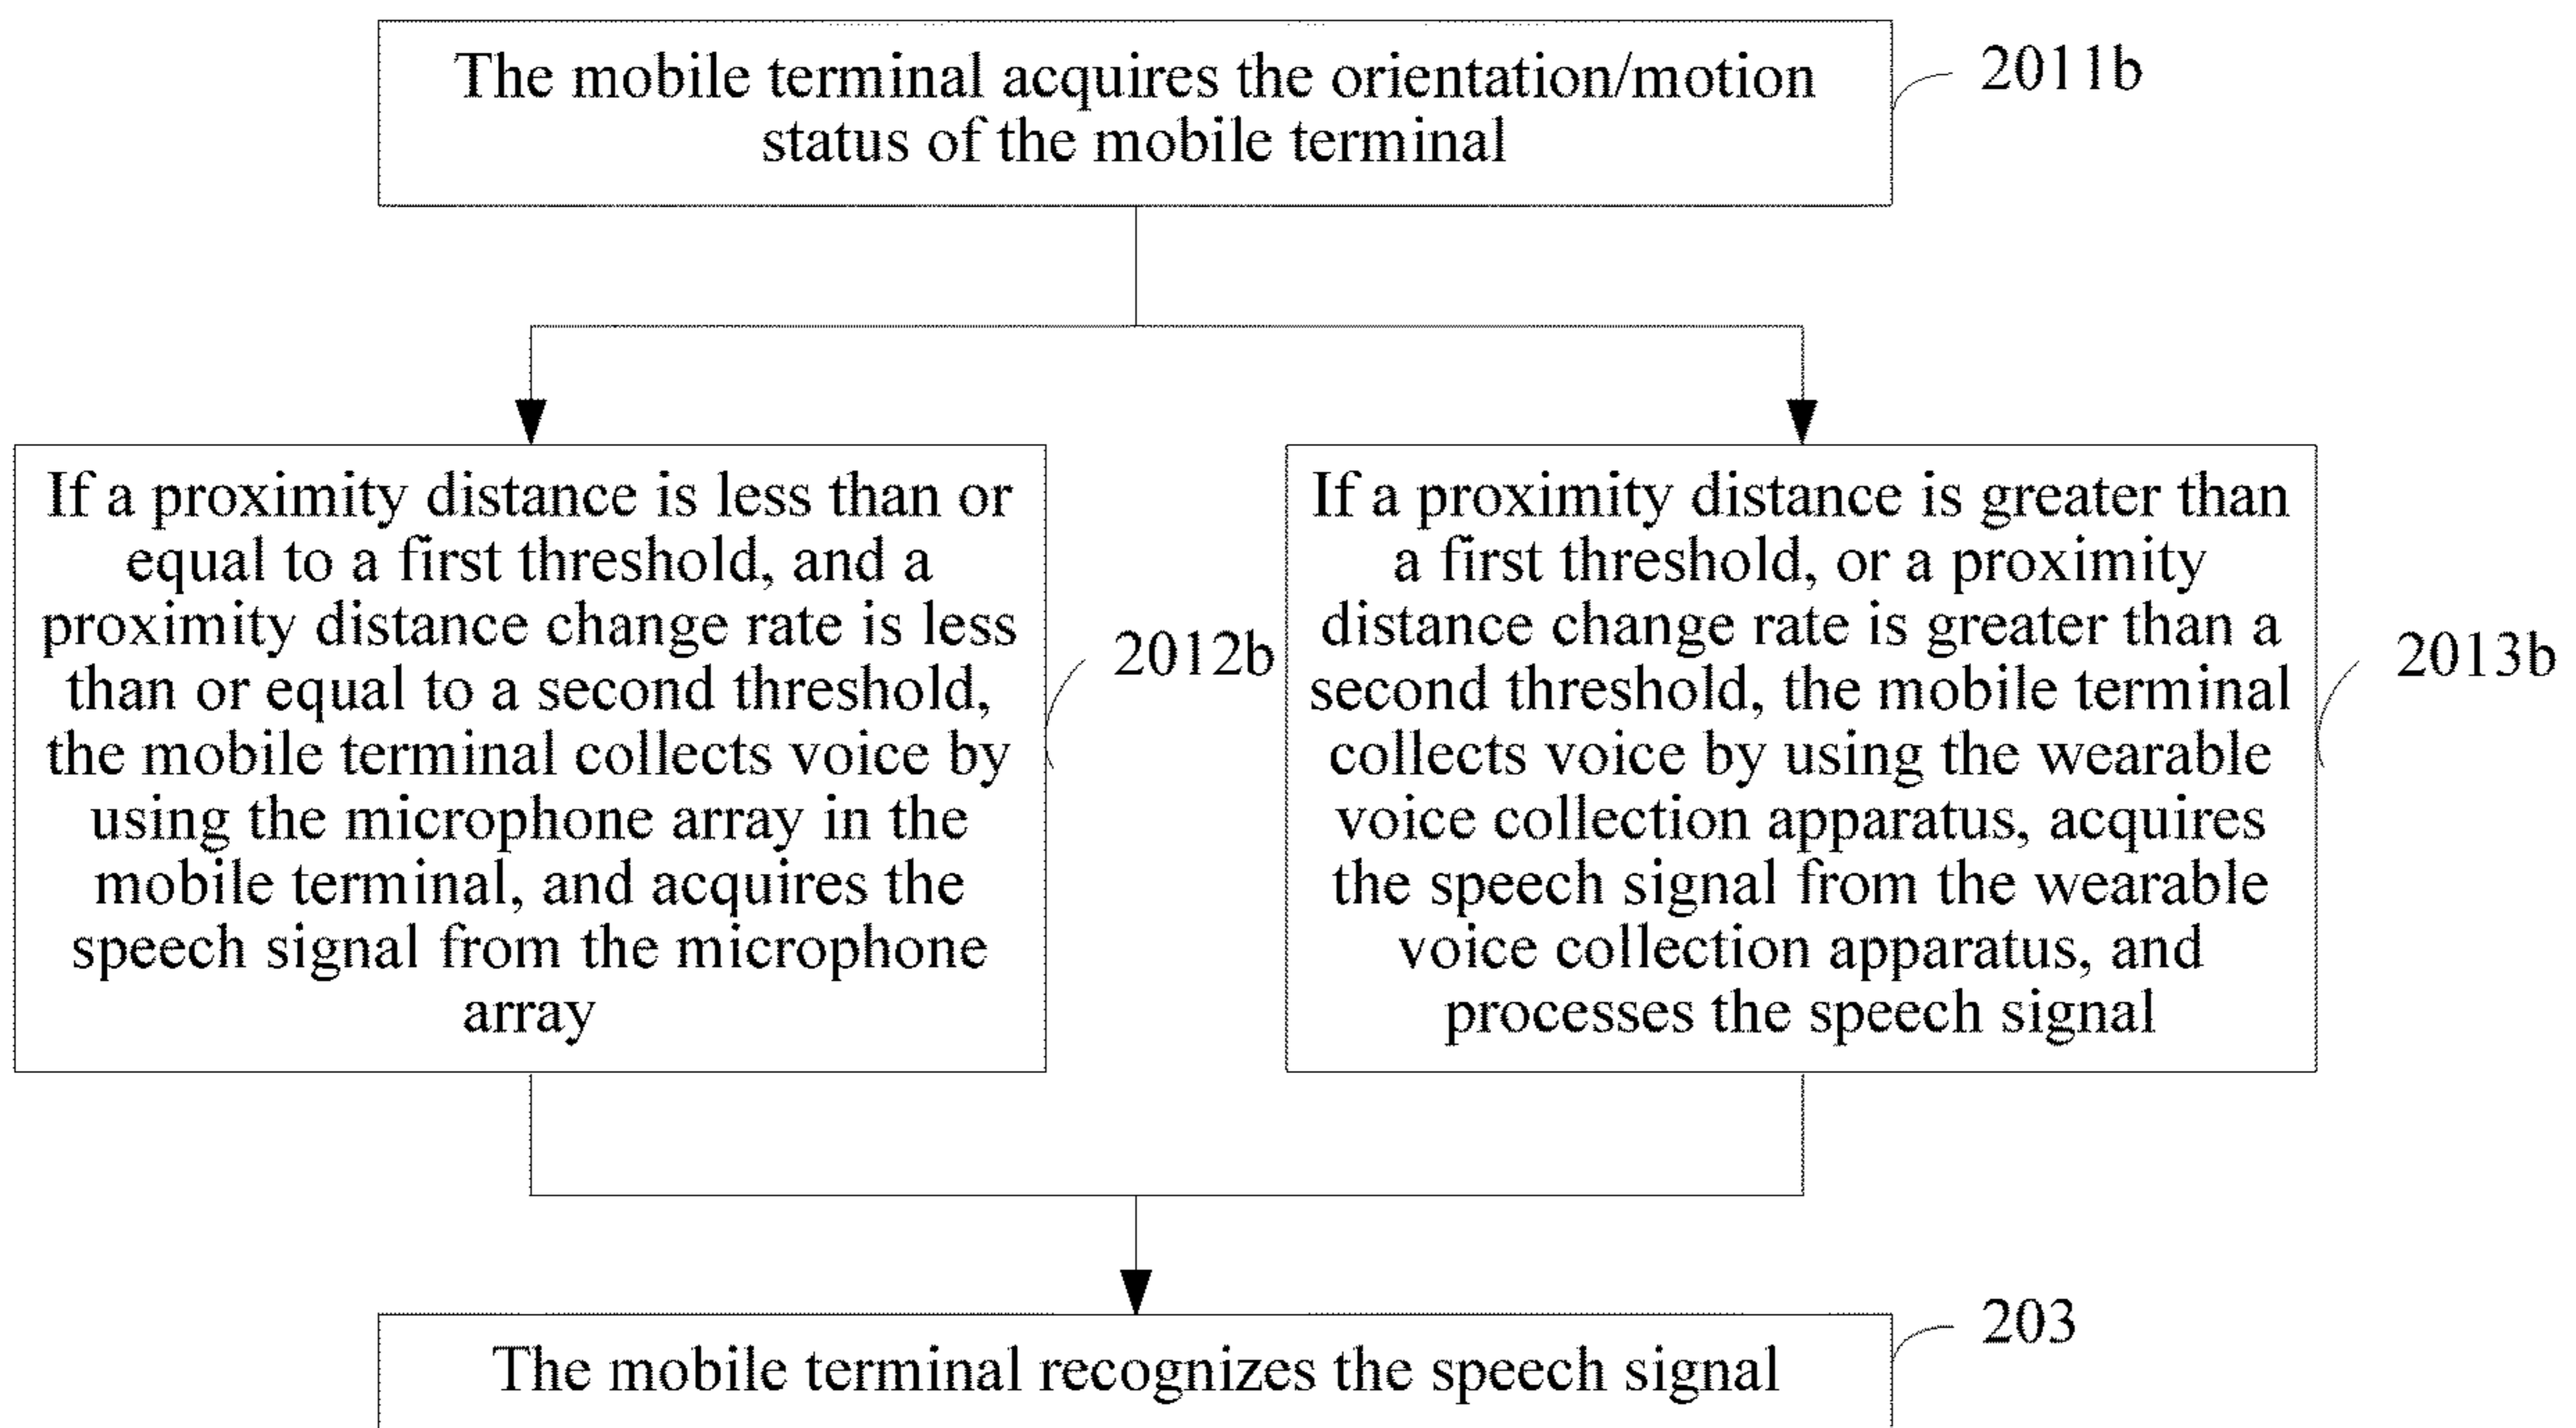 The mobile terminal acquires the orientation/motion
status of the mobile terminal
2011b
If a proximity distance is less than or
equal to a first threshold, and a
proximity distance change rate is less
than or equal to a second threshold,
the mobile terminal collects voice by
using the microphone array in the
mobile terminal, and acquires the
speech signal from the microphone
array
2012b
If a proximity distance is greater than
a first threshold, or a proximity
distance change rate is greater than a
second threshold, the mobile terminal
collects voice by using the wearable
voice collection apparatus, acquires
the speech signal from the wearable
voice collection apparatus, and
processes the speech signal
2013b
The mobile terminal recognizes the speech signal
203